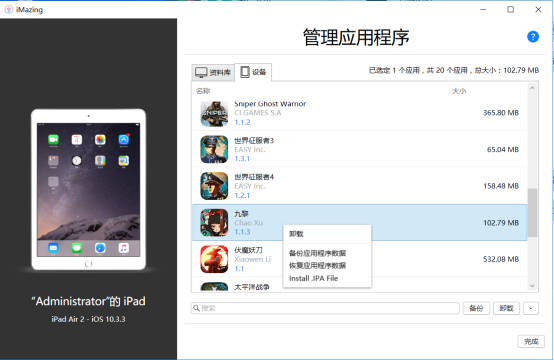 iMazing
管理应用程序
?
资料库
设备
已选定 1 个应用，共 20 个应用，总大小：102.79 MB
名称
大小
Sniper Ghost Warrior
CI GAMES S.A
1.1.2
365.80 MB
世界征服者3
EASY Inc.
1.3.1
65.04 MB
世界征服者4
EASY Inc.
1.2.1
158.48 MB
九黎
Chao Xu
1.1.3
102.79 MB
卸载
备份应用程序数据
恢复应用程序数据
Install .IPA File
伏魔妖刀
Xiaowen Li
1.1
532.08 MB
太平洋战争
搜索
备份
卸载
完成
“Administrator”的 iPad
iPad Air 2 - iOS 10.3.3